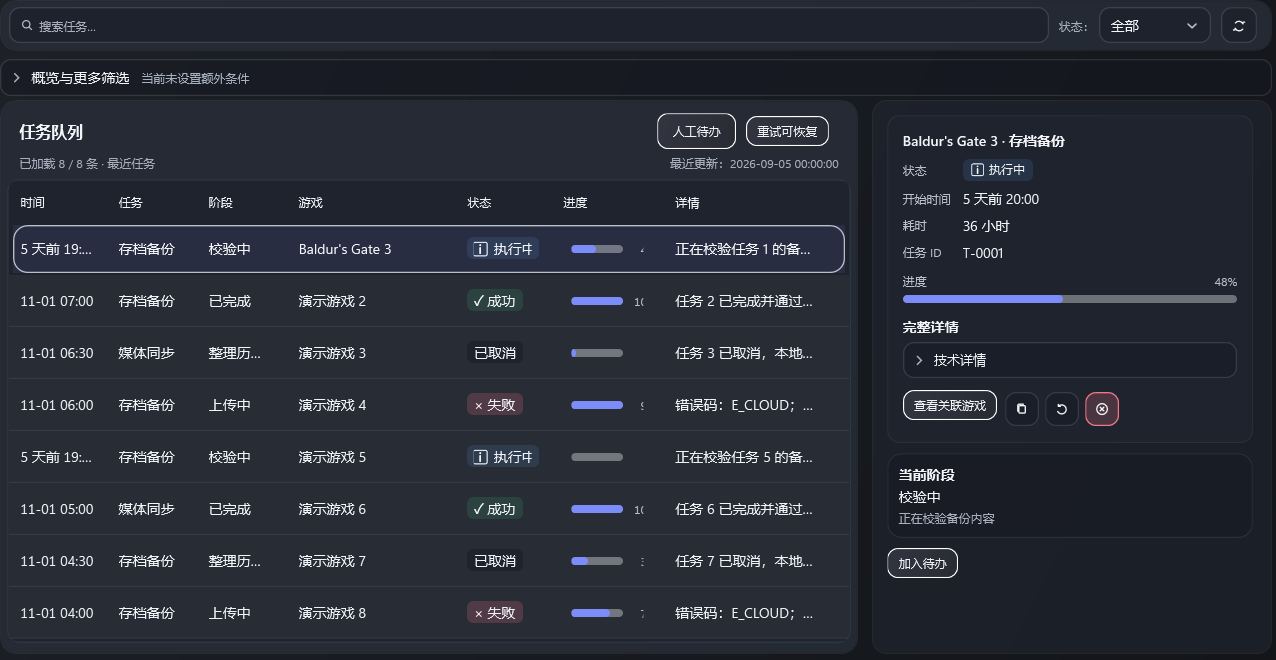 搜索任务...
状态：
全部
概览与更多筛选 当前未设置额外条件
任务队列
人工待办
重试可恢复
已加载 8 / 8 条 · 最近任务
最近更新：2026-09-05 00:00:00
时间 任务 阶段 游戏 状态 进度 详情
5 天前 19:... 存档备份 校验中 Baldur's Gate 3 执行中 正在校验任务 1 的备...
11-01 07:00 存档备份 已完成 演示游戏 2 ✓ 成功 任务 2 已完成并通过...
11-01 06:30 媒体同步 整理历... 演示游戏 3 已取消 任务 3 已取消，本地...
11-01 06:00 存档备份 上传中 演示游戏 4 × 失败 错误码：E_CLOUD；...
5 天前 19:... 存档备份 校验中 演示游戏 5 执行中 正在校验任务 5 的备...
11-01 05:00 媒体同步 已完成 演示游戏 6 ✓ 成功 任务 6 已完成并通过...
11-01 04:30 存档备份 整理历... 演示游戏 7 已取消 任务 7 已取消，本地...
11-01 04:00 存档备份 上传中 演示游戏 8 × 失败 错误码：E_CLOUD；...
Baldur's Gate 3 · 存档备份
状态 执行中
开始时间 5 天前 20:00
耗时 36 小时
任务 ID T-0001
进度 48%
完整详情
技术详情
查看关联游戏
当前阶段
校验中
正在校验备份内容
加入待办